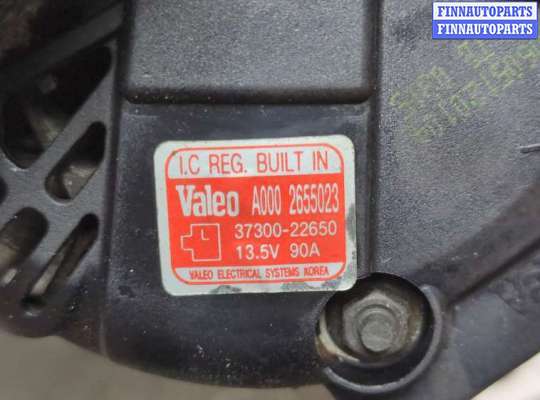 FINNAUTOPARTS
FINNAUTOPARTS
I.C REG. BUILT IN
Valeo A000 2655023
37300-22650
13.5V 90A
VALEO ELECTRICAL SYSTEMS KOREA